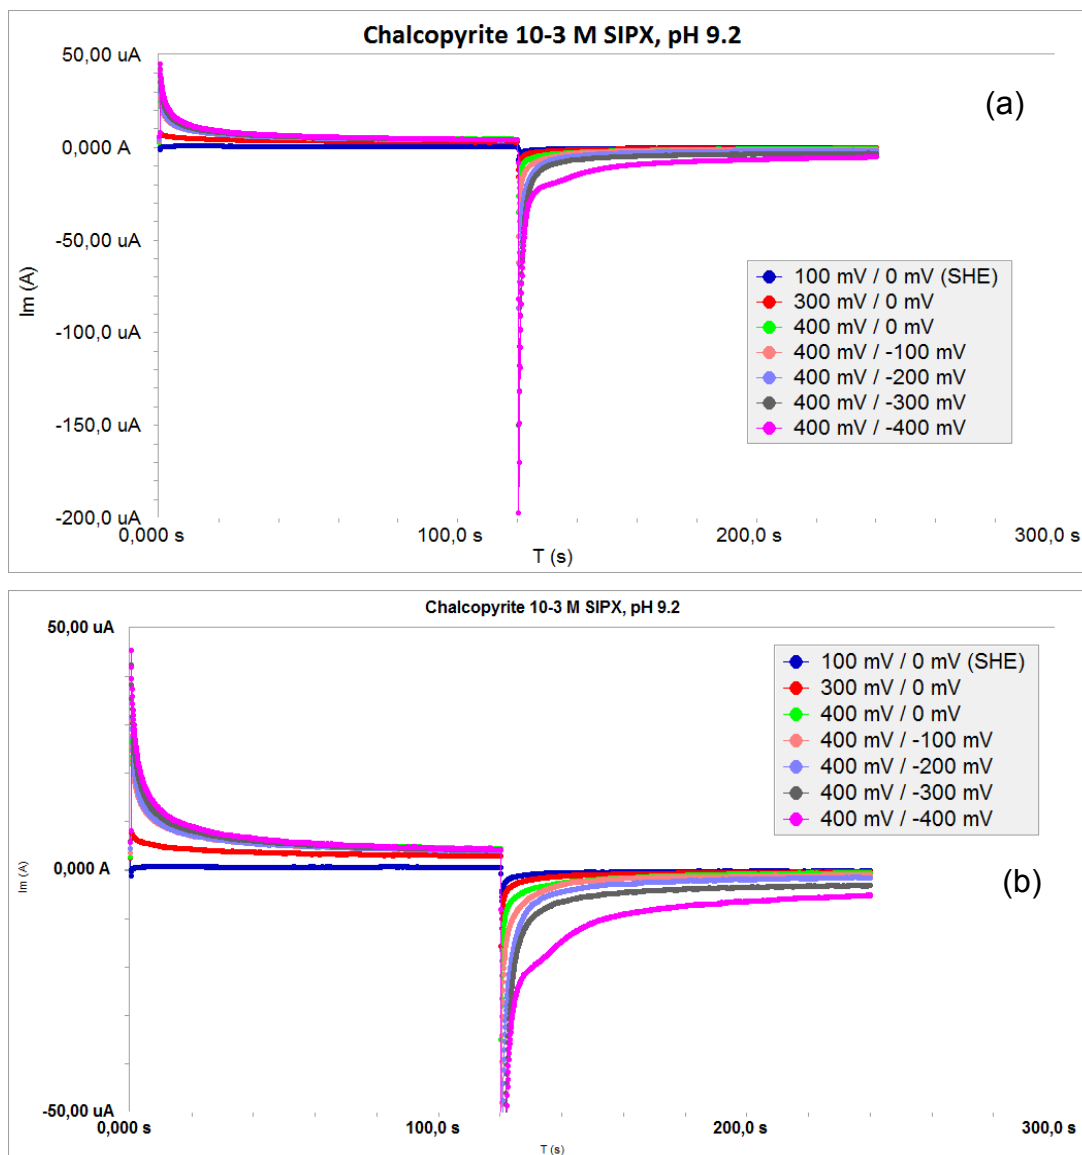 Chalcopyrite 10-3 M SIPX, pH 9.2
50,00 uA
(a)
0,000 A
-50,00 uA
Im (A)
100 mV / 0 mV (SHE)
300 mV / 0 mV
400 mV / 0 mV
400 mV / -100 mV
400 mV / -200 mV
400 mV / -300 mV
400 mV / -400 mV
-100,0 uA
-150,0 uA
-200,0 uA
0,000 s
100,0 s
200,0 s
300,0 s
T (s)
Chalcopyrite 10-3 M SIPX, pH 9.2
50,00 uA
100 mV / 0 mV (SHE)
300 mV / 0 mV
400 mV / 0 mV
400 mV / -100 mV
400 mV / -200 mV
400 mV / -300 mV
400 mV / -400 mV
0,000 A
Im (A)
(b)
-50,00 uA
0,000 s
100,0 s
200,0 s
300,0 s
T (s)